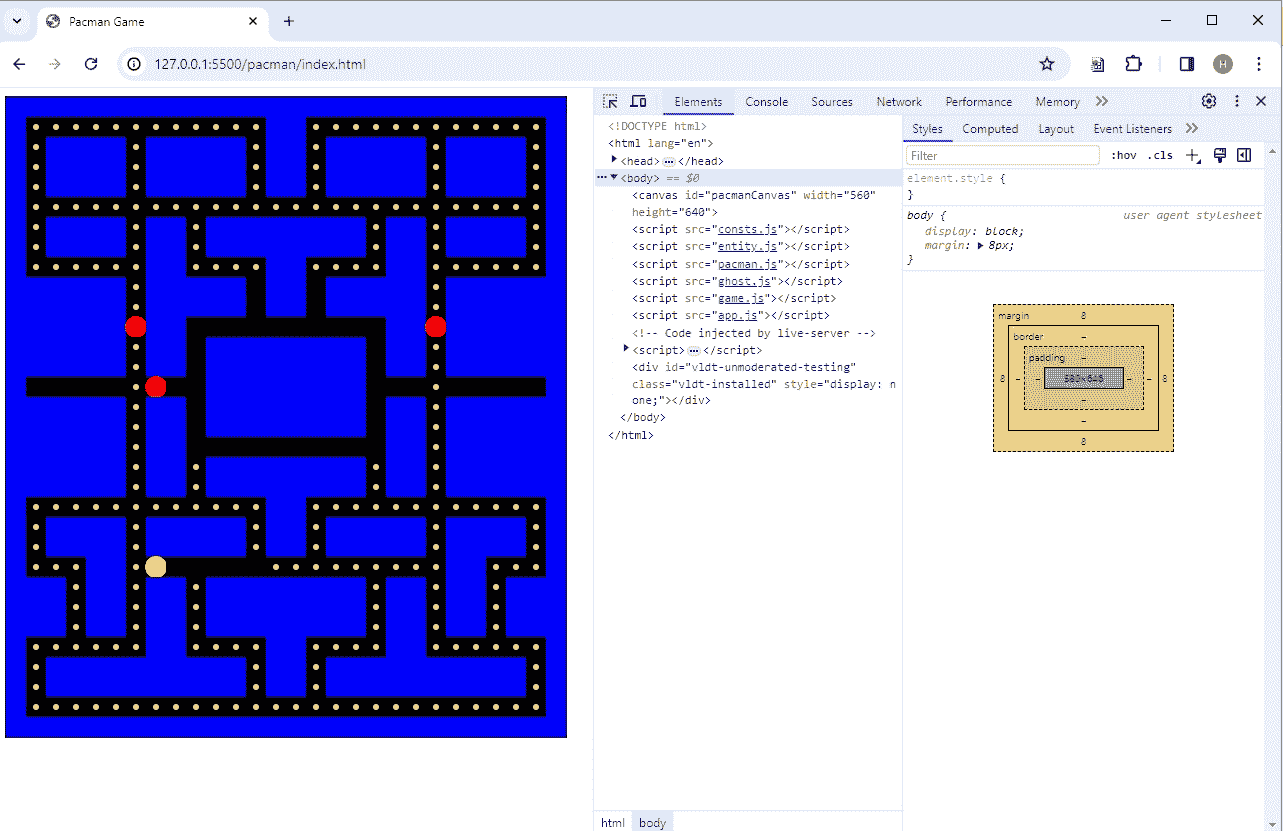 Pacman Game
127.0.0.1:5500/pacman/index.html
H
Elements Console Sources Network Performance Memory
<!DOCTYPE html>
<html lang="en">
<head> … </head>
<body> == $0
<canvas id="pacmanCanvas" width="560"
height="640">
<script src="consts.js"></script>
<script src="entity.js"></script>
<script src="pacman.js"></script>
<script src="ghost.js"></script>
<script src="game.js"></script>
<script src="app.js"></script>
<!-- Code injected by live-server -->
<script> … </script>
<div id="vldt-unmoderated-testing"
class="vldt-installed" style="display: n
one;"></div>
</body>
</html>
html body
Styles Computed Layout Event Listeners
Filter :hov .cls
element.style {
}
body { user agent stylesheet
display: block;
margin: 8px;
}
margin 8
border –
padding –
8 – – – – 8
–
–
8